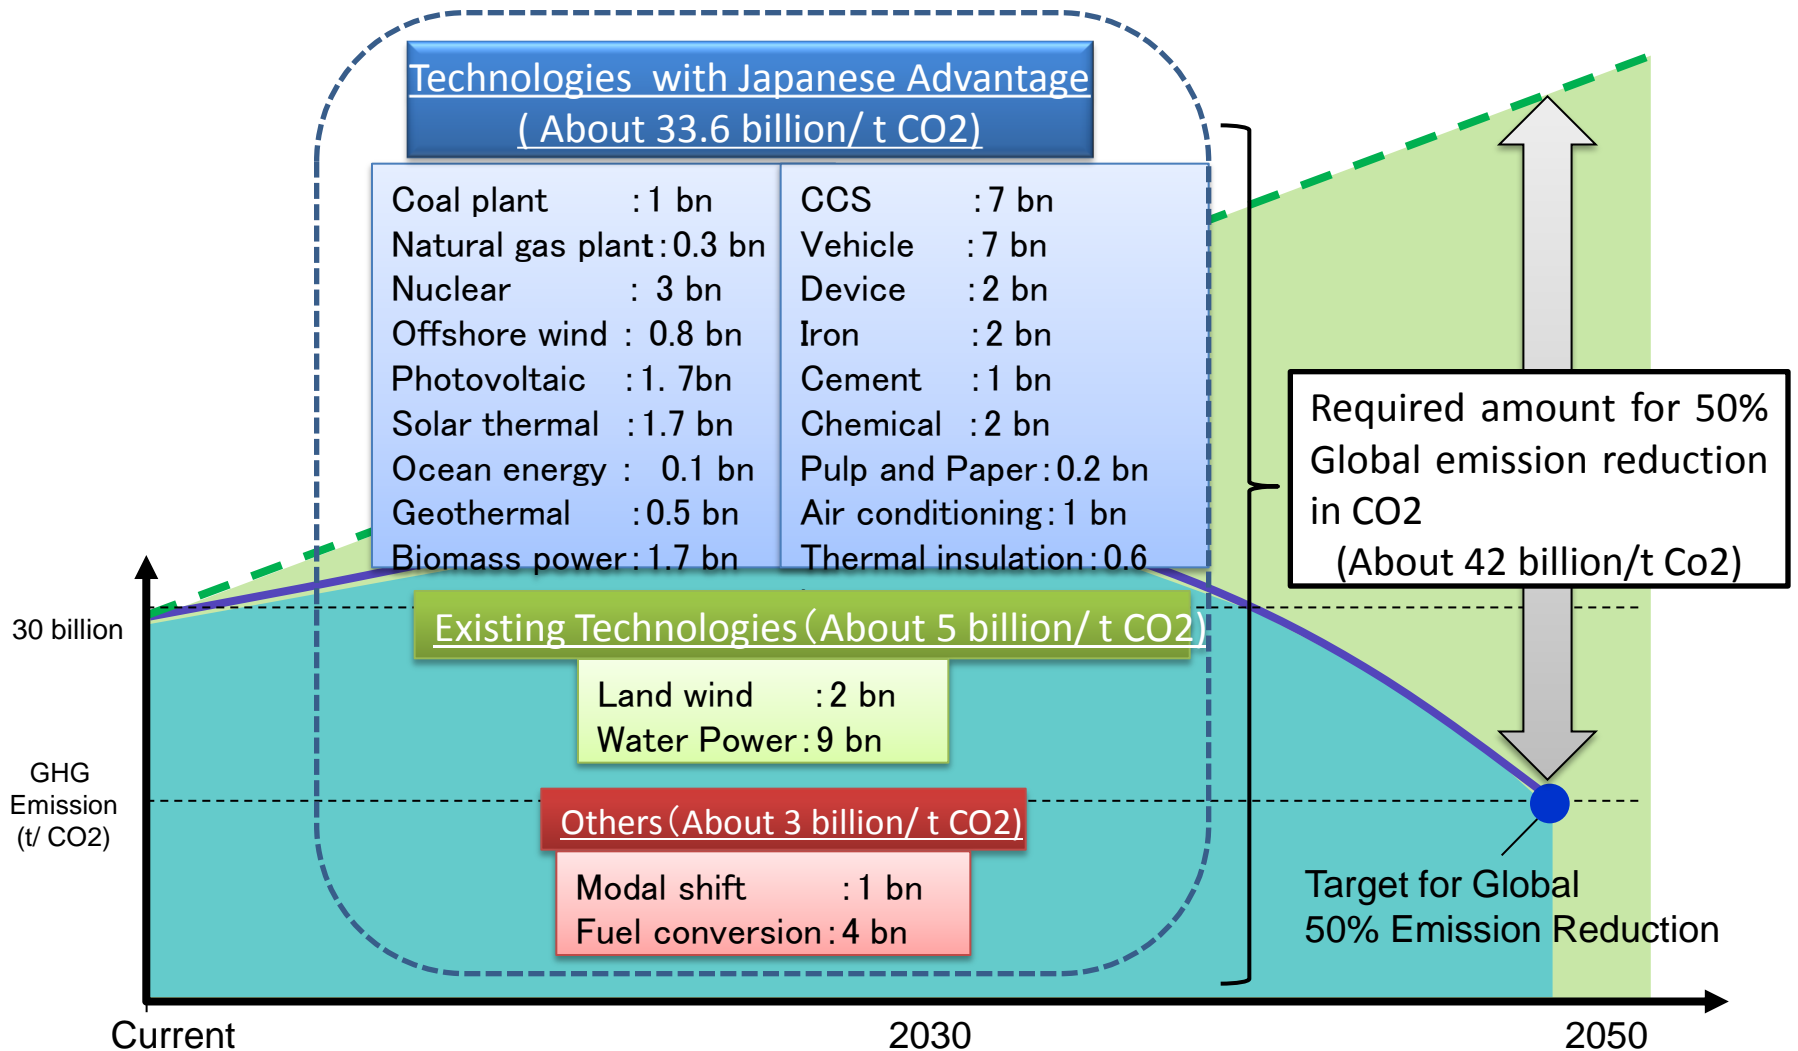 Technologies with Japanese Advantage
( About 33.6 billion/ t CO2)
Coal plant :1 bn
Natural gas plant:0.3 bn
Nuclear : 3 bn
Offshore wind : 0.8 bn
Photovoltaic :1. 7bn
Solar thermal :1.7 bn
Ocean energy : 0.1 bn
Geothermal :0.5 bn
Biomass power:1.7 bn
CCS :7 bn
Vehicle :7 bn
Device :2 bn
Iron :2 bn
Cement :1 bn
Chemical :2 bn
Pulp and Paper:0.2 bn
Air conditioning:1 bn
Thermal insulation:0.6
Required amount for 50%
Global emission reduction
in CO2
(About 42 billion/t Co2)
30 billion
Existing Technologies(About 5 billion/ t CO2)
Land wind :2 bn
Water Power:9 bn
GHG
Emission
(t/ CO2)
Others(About 3 billion/ t CO2)
Modal shift :1 bn
Fuel conversion:4 bn
Target for Global
50% Emission Reduction
Current
2030
2050